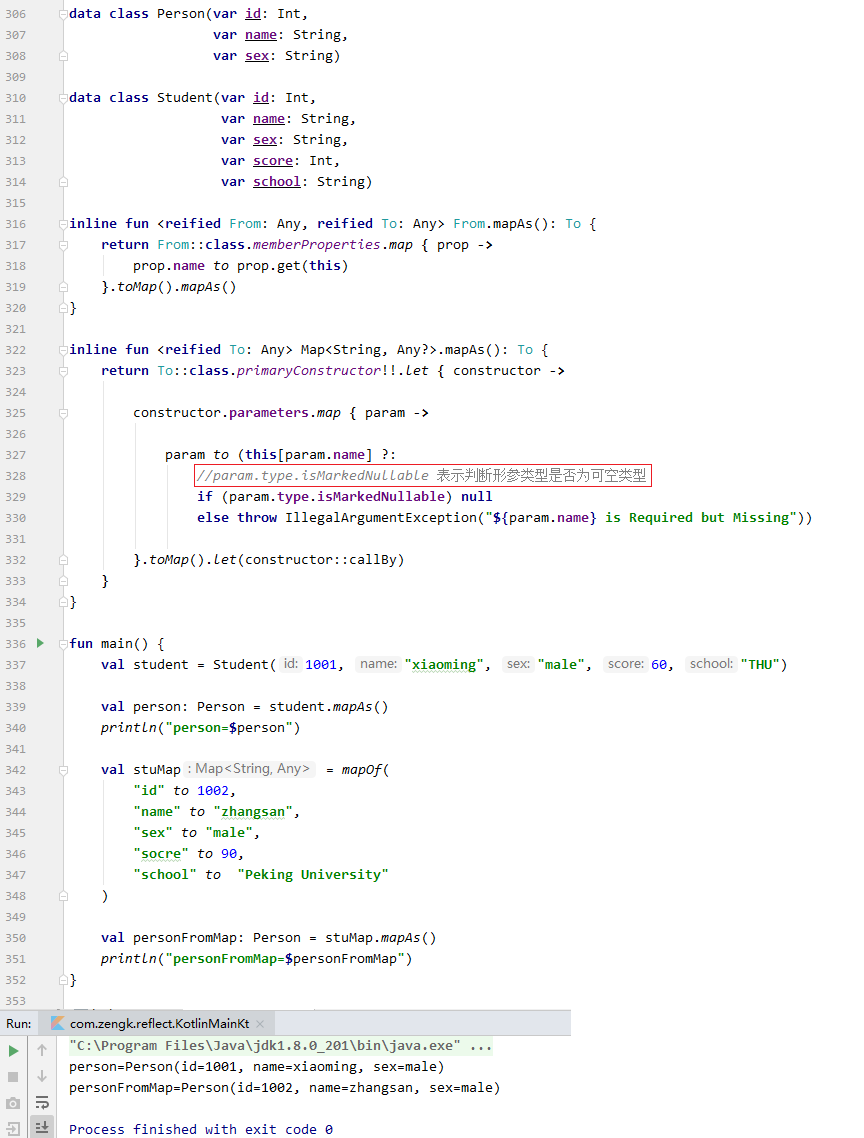 306 data class Person(var id: Int,
307 var name: String,
308 var sex: String)
309
310 data class Student(var id: Int,
311 var name: String,
312 var sex: String,
313 var score: Int,
314 var school: String)
315
316 inline fun <reified From: Any, reified To: Any> From.mapAs(): To {
317 return From::class.memberProperties.map { prop ->
318 prop.name to prop.get(this)
319 }.toMap().mapAs()
320 }
321
322 inline fun <reified To: Any> Map<String, Any?>.mapAs(): To {
323 return To::class.primaryConstructor!!.let { constructor ->
324
325 constructor.parameters.map { param ->
326
327 param to (this[param.name] ?:
328 //param.type.isMarkedNullable 表示判断形参类型是否为可空类型
329 if (param.type.isMarkedNullable) null
330 else throw IllegalArgumentException("${param.name} is Required but Missing"))
331
332 }.toMap().let(constructor::callBy)
333 }
334 }
335
336 fun main() {
337 val student = Student( id: 1001, name: "xiaoming", sex: "male", score: 60, school: "THU")
338
339 val person: Person = student.mapAs()
340 println("person=$person")
341
342 val stuMap : Map<String, Any> = mapOf(
343 "id" to 1002,
344 "name" to "zhangsan",
345 "sex" to "male",
346 "socre" to 90,
347 "school" to "Peking University"
348 )
349
350 val personFromMap: Person = stuMap.mapAs()
351 println("personFromMap=$personFromMap")
352 }
353
Run: com.zengk.reflect.KotlinMainKt ×
"C:\Program Files\Java\jdk1.8.0_201\bin\java.exe" ...
person=Person(id=1001, name=xiaoming, sex=male)
personFromMap=Person(id=1002, name=zhangsan, sex=male)
Process finished with exit code 0